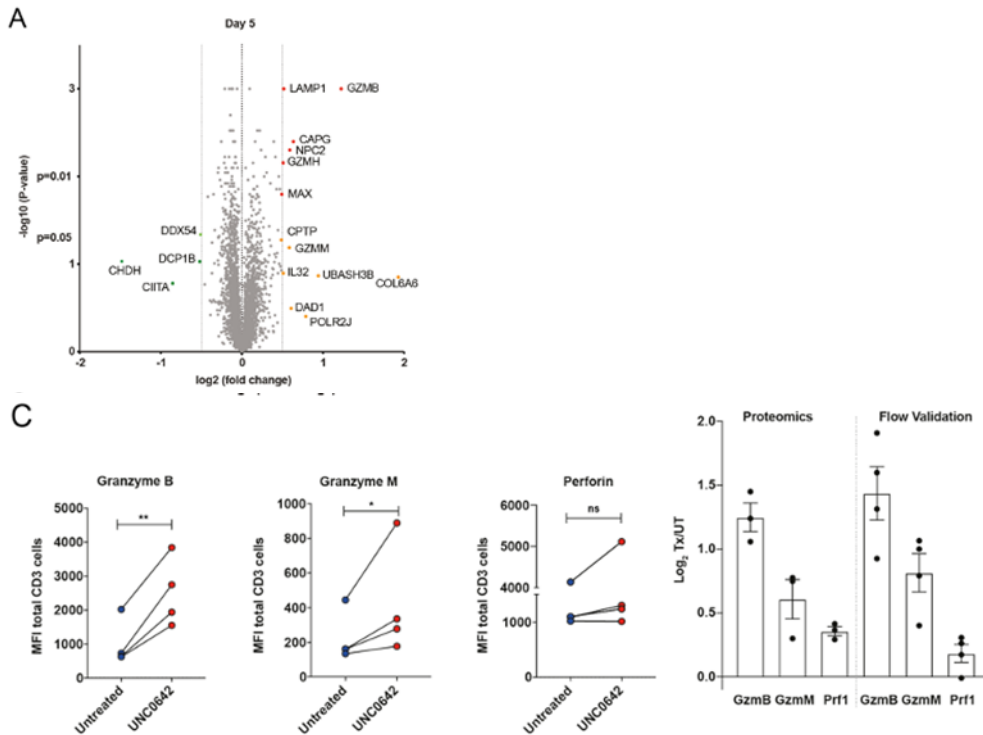 A
Day 5
-log10 (P-value)
3
p=0.01
p=0.05
1
0
LAMP1
GZMB
CAPG
NPC2
GZMH
MAX
DDX54
CPTP
GZMM
DCP1B
CHDH
CIITA
IL32
UBASH3B
COL6A6
DAD1
POLR2J
-2
-1
0
1
2
log2 (fold change)
C
Granzyme B
MFI total CD3 cells
5000
4000
3000
2000
1000
0
**
Untreated
UNC0642
Granzyme M
MFI total CD3 cells
1000
800
600
400
200
0
*
Untreated
UNC0642
Perforin
MFI total CD3 cells
6000
5000
4000
1000
ns
Untreated
UNC0642
Proteomics
Flow Validation
Log2 Tx/UT
2.0
1.5
1.0
0.5
0.0
GzmB GzmM Prf1 GzmB GzmM Prf1